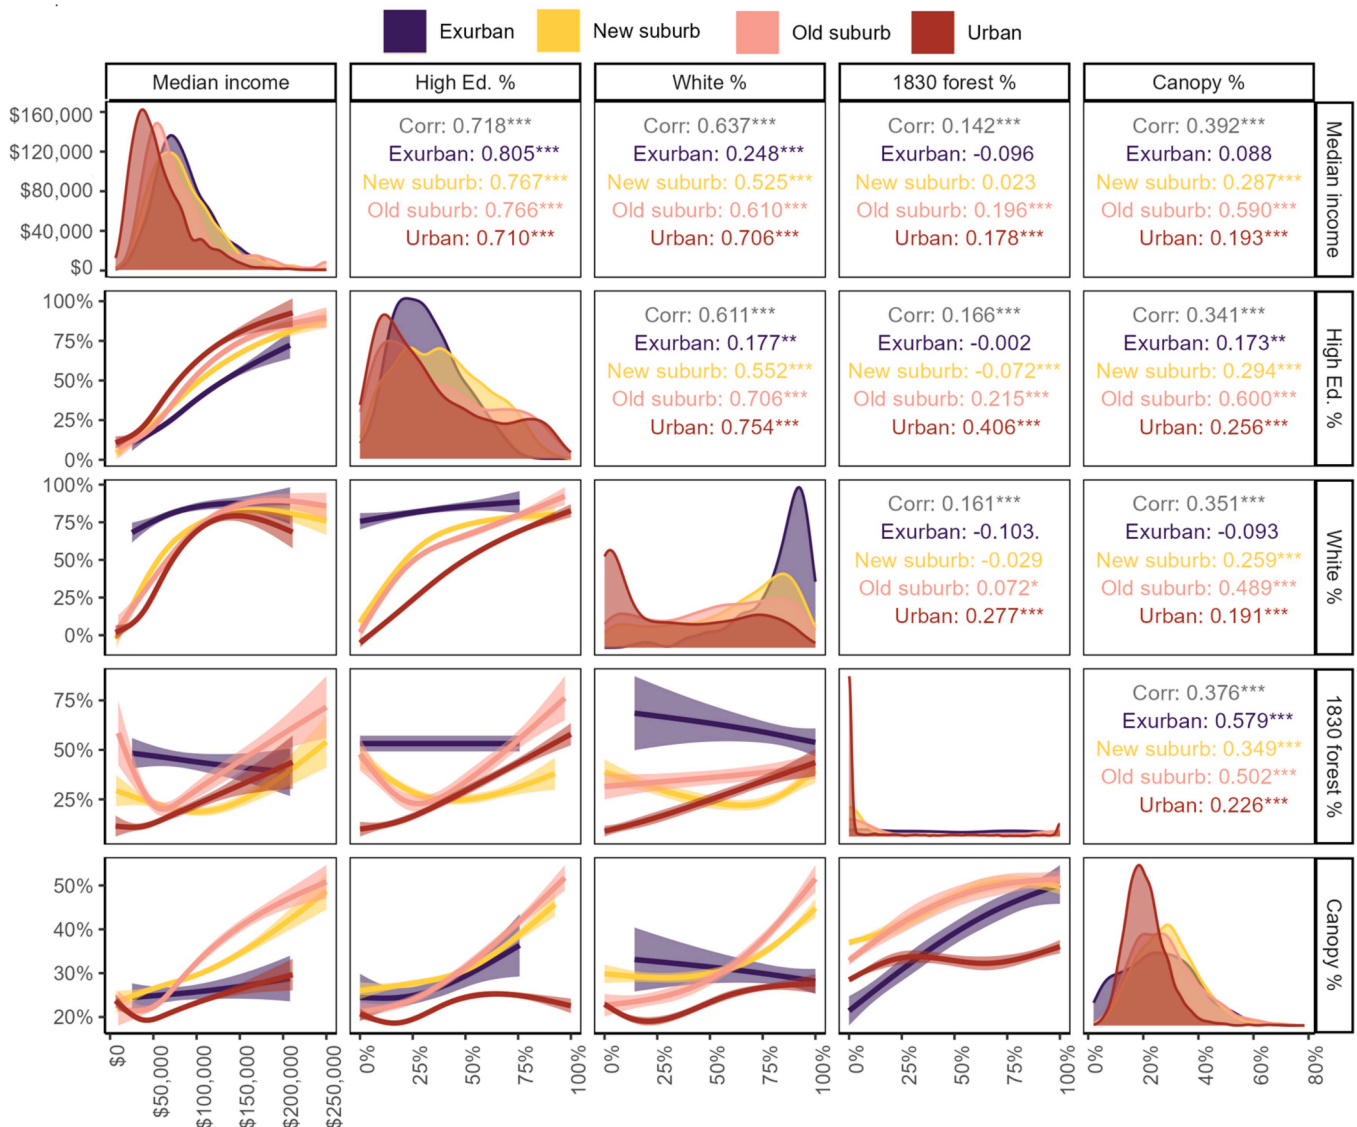 Exurban New suburb Old suburb Urban
Median income High Ed. % White % 1830 forest % Canopy %
$160,000
$120,000
$80,000
$40,000
$0
Corr: 0.718***
Exurban: 0.805***
New suburb: 0.767***
Old suburb: 0.766***
Urban: 0.710***
Corr: 0.637***
Exurban: 0.248***
New suburb: 0.525***
Old suburb: 0.610***
Urban: 0.706***
Corr: 0.142***
Exurban: -0.096
New suburb: 0.023
Old suburb: 0.196***
Urban: 0.178***
Corr: 0.392***
Exurban: 0.088
New suburb: 0.287***
Old suburb: 0.590***
Urban: 0.193***
Median income
100%
75%
50%
25%
0%
Corr: 0.611***
Exurban: 0.177**
New suburb: 0.552***
Old suburb: 0.706***
Urban: 0.754***
Corr: 0.166***
Exurban: -0.002
New suburb: -0.072***
Old suburb: 0.215***
Urban: 0.406***
Corr: 0.341***
Exurban: 0.173**
New suburb: 0.294***
Old suburb: 0.600***
Urban: 0.256***
High Ed. %
100%
75%
50%
25%
0%
Corr: 0.161***
Exurban: -0.103.
New suburb: -0.029
Old suburb: 0.072*
Urban: 0.277***
Corr: 0.351***
Exurban: -0.093
New suburb: 0.259***
Old suburb: 0.489***
Urban: 0.191***
White %
75%
50%
25%
Corr: 0.376***
Exurban: 0.579***
New suburb: 0.349***
Old suburb: 0.502***
Urban: 0.226***
1830 forest %
50%
40%
30%
20%
Canopy %
$0
$50,000
$100,000
$150,000
$200,000
$250,000
0%
25%
50%
75%
100%
0%
25%
50%
75%
100%
0%
25%
50%
75%
100%
0%
20%
40%
60%
80%